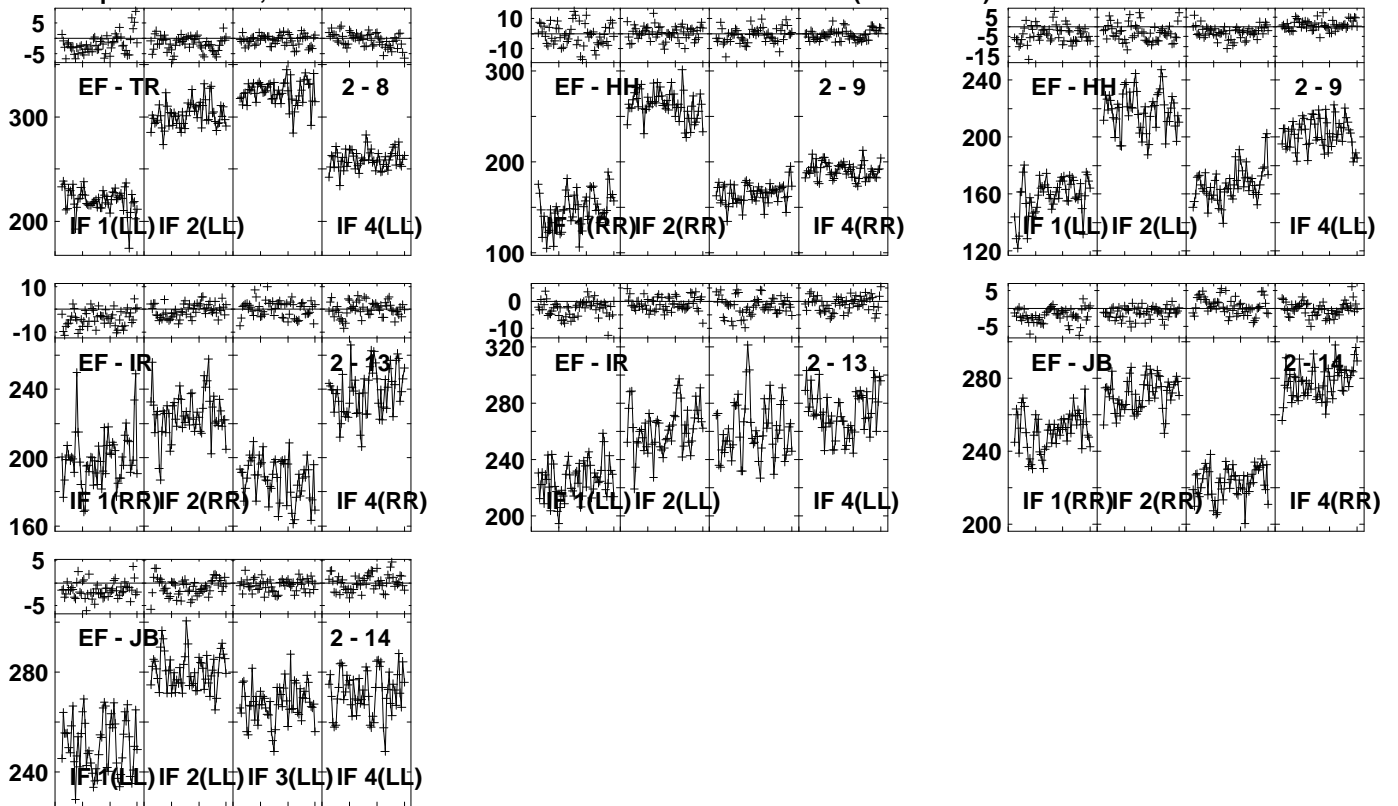 5
-5
EF - TR 2 - 8
300
200
IF 1(LL) IF 2(LL) IF 4(LL)
10
-10
300
EF - HH 2 - 9
200
IF 1(RR) IF 2(RR) IF 4(RR)
100
5
-5
-15
240
EF - HH 2 - 9
200
160
IF 1(LL) IF 2(LL) IF 4(LL)
120
10
-10
EF - IR 2 - 13
240
200
IF 1(RR) IF 2(RR) IF 4(RR)
160
0
-10
320
EF - IR 2 - 13
280
240
IF 1(LL) IF 2(LL) IF 4(LL)
200
5
-5
EF - JB 2 - 14
280
240
IF 1(RR) IF 2(RR) IF 4(RR)
200
5
-5
EF - JB 2 - 14
280
240
IF 1(LL) IF 2(LL) IF 3(LL) IF 4(LL)